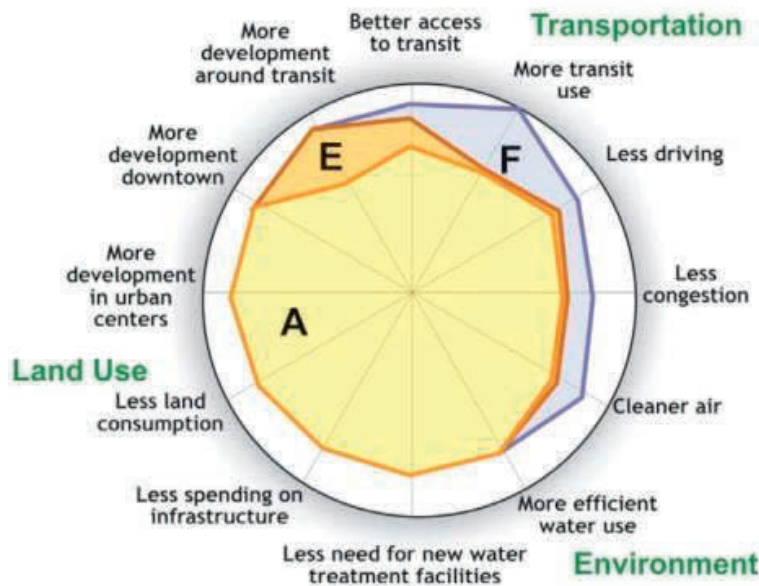 Better access
to transit
Transportation
More
development
around transit
More transit
use
More
development
downtown
E
F
Less driving
More
development
in urban
centers
A
Less
congestion
Land Use
Less land
consumption
Cleaner air
Less spending on
infrastructure
More efficient
water use
Less need for new water
treatment facilities
Environment